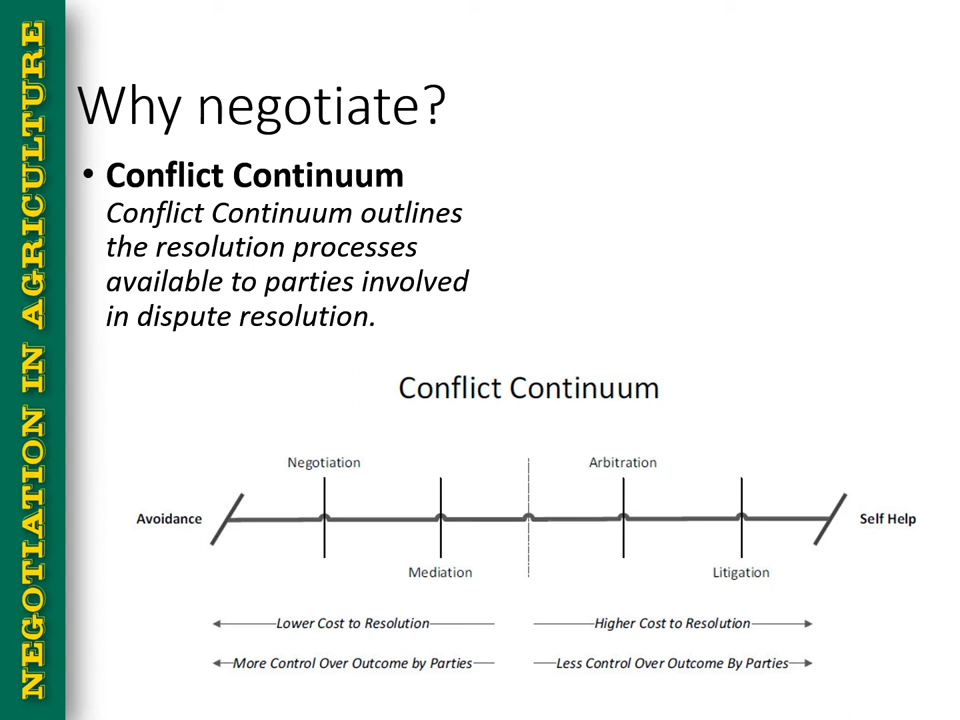 NEGOTIATION IN AGRICULTURE
Why negotiate?
• Conflict Continuum
Conflict Continuum outlines
the resolution processes
available to parties involved
in dispute resolution.
Conflict Continuum
Negotiation
Arbitration
Avoidance
Self Help
Mediation
Litigation
Lower Cost to Resolution
Higher Cost to Resolution
More Control Over Outcome by Parties
Less Control Over Outcome By Parties